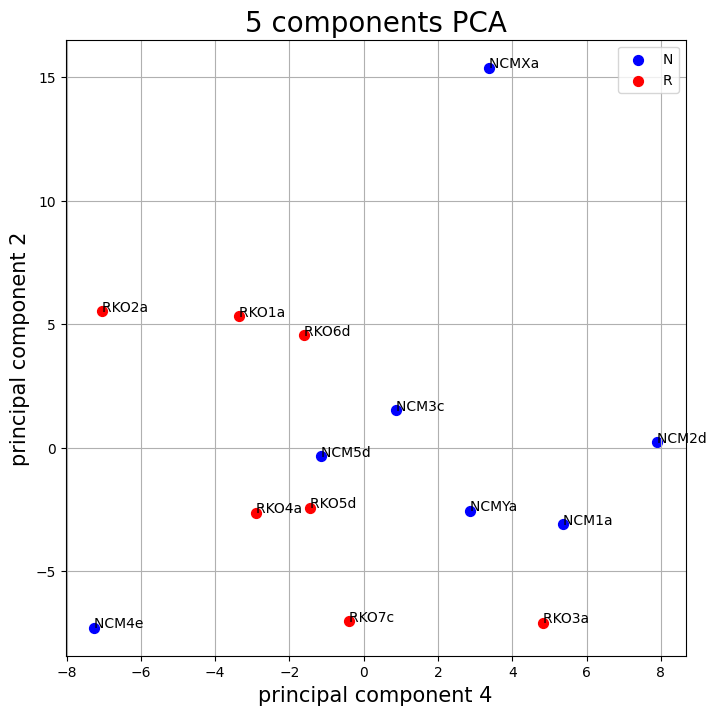 5 components PCA
NCMXa
N
R
15
10
RKO2a
RKO1a
RKO6d
5
NCM3c
NCM2d
NCM5d
0
RKO5d
RKO4a
NCMYa
NCM1a
−5
NCM4e
RKO7c
RKO3a
−8 −6 −4 −2 0 2 4 6 8
principal component 4
principal component 2